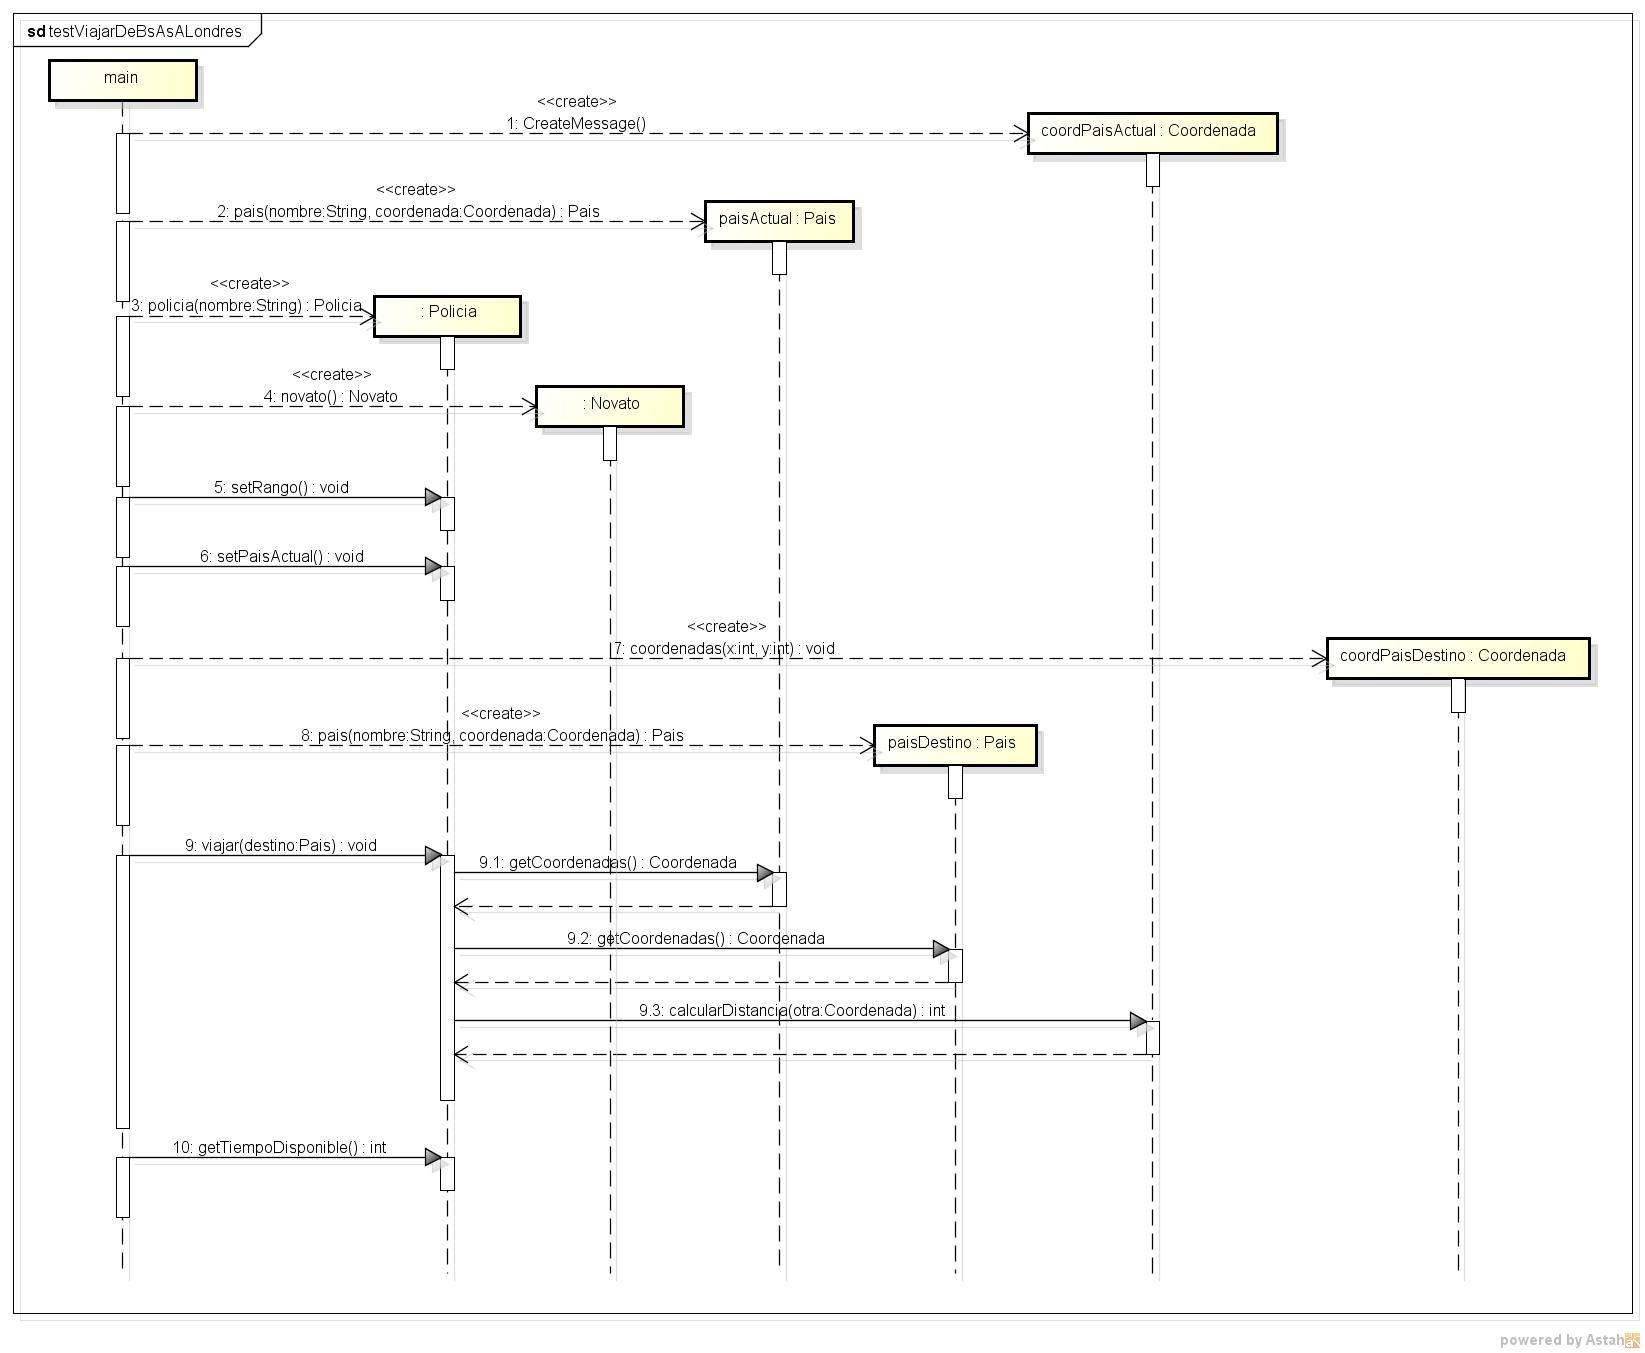 sd testViajarDeBsAsALondres
main
<<create>>
1: CreateMessage()
coordPaisActual : Coordenada
<<create>>
2: pais(nombre:String, coordenada:Coordenada) : Pais
paisActual : Pais
<<create>>
3: policia(nombre:String) : Policia
: Policia
<<create>>
4: novato() : Novato
: Novato
5: setRango() : void
6: setPaisActual() : void
<<create>>
7: coordenadas(x:int, y:int) : void
coordPaisDestino : Coordenada
<<create>>
8: pais(nombre:String, coordenada:Coordenada) : Pais
paisDestino : Pais
9: viajar(destino:Pais) : void
9.1: getCoordenadas() : Coordenada
9.2: getCoordenadas() : Coordenada
9.3: calcularDistancia(otra:Coordenada) : int
10: getTiempoDisponible() : int
powered by Astah